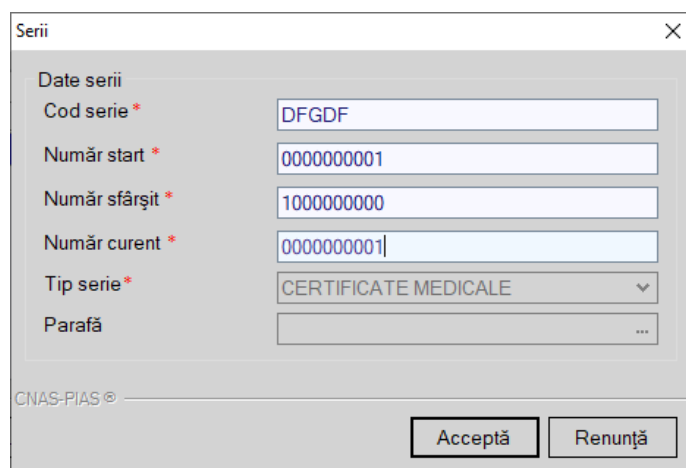 Serii
Date serii
Cod serie * DFGDF
Număr start * 0000000001
Număr sfârşit * 1000000000
Număr curent * 0000000001
Tip serie * CERTIFICATE MEDICALE
Parafă ...
CNAS-PIAS ®
Acceptă Renunţă